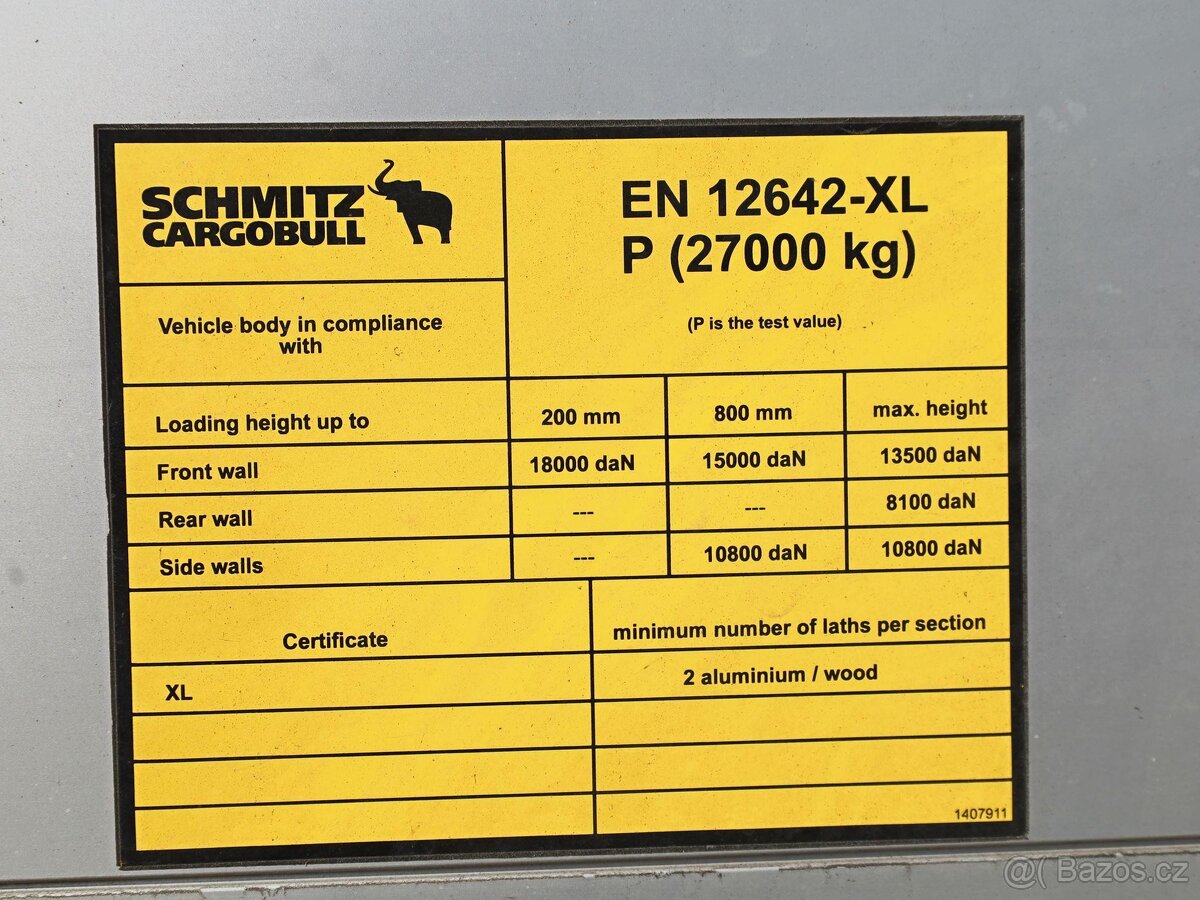 SCHMITZ
CARGOBULL
EN 12642-XL
P (27000 kg)
(P is the test value)
Vehicle body in compliance
with
Loading height up to 200 mm 800 mm max. height
Front wall 18000 daN 15000 daN 13500 daN
Rear wall --- --- 8100 daN
Side walls --- 10800 daN 10800 daN
Certificate minimum number of laths per section
XL 2 aluminium / wood
1407911
@( Bazos.cz